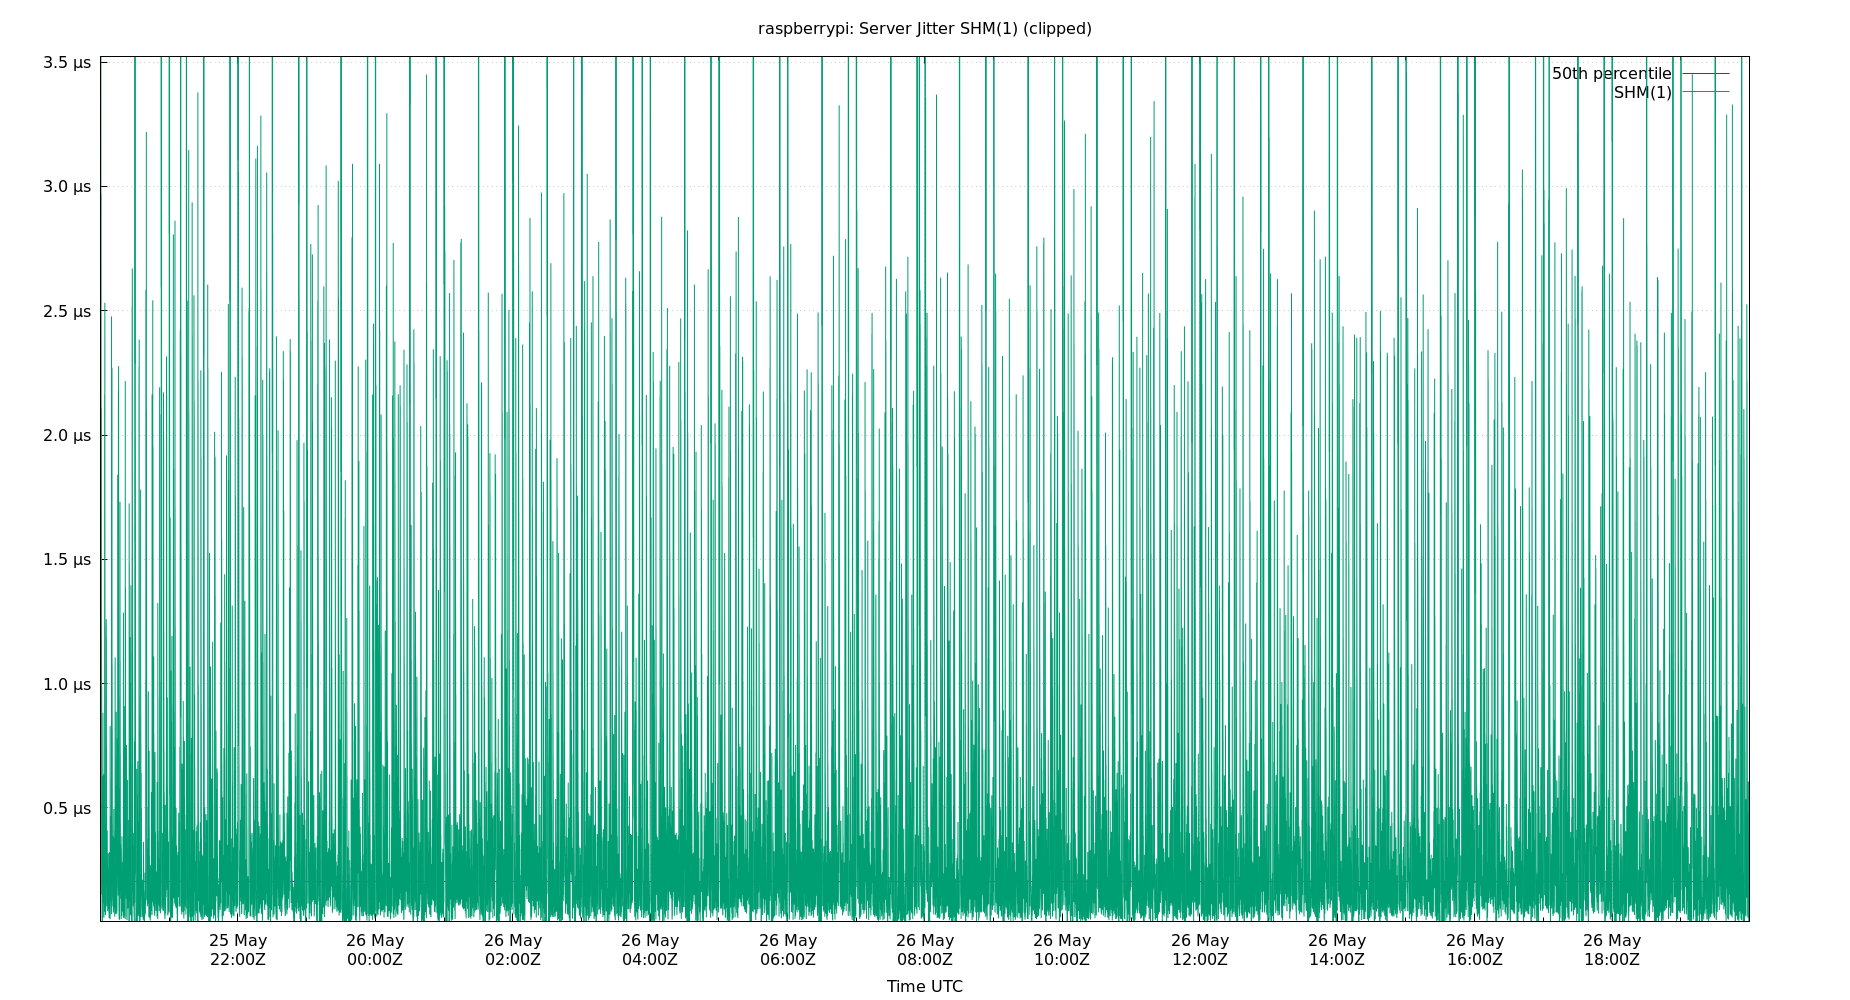 raspberrypi: Server Jitter SHM(1) (clipped)
3.5 µs
3.0 µs
2.5 µs
2.0 µs
1.5 µs
1.0 µs
0.5 µs
50th percentile
SHM(1)
25 May
22:00Z
26 May
00:00Z
26 May
02:00Z
26 May
04:00Z
26 May
06:00Z
26 May
08:00Z
26 May
10:00Z
26 May
12:00Z
26 May
14:00Z
26 May
16:00Z
26 May
18:00Z
Time UTC